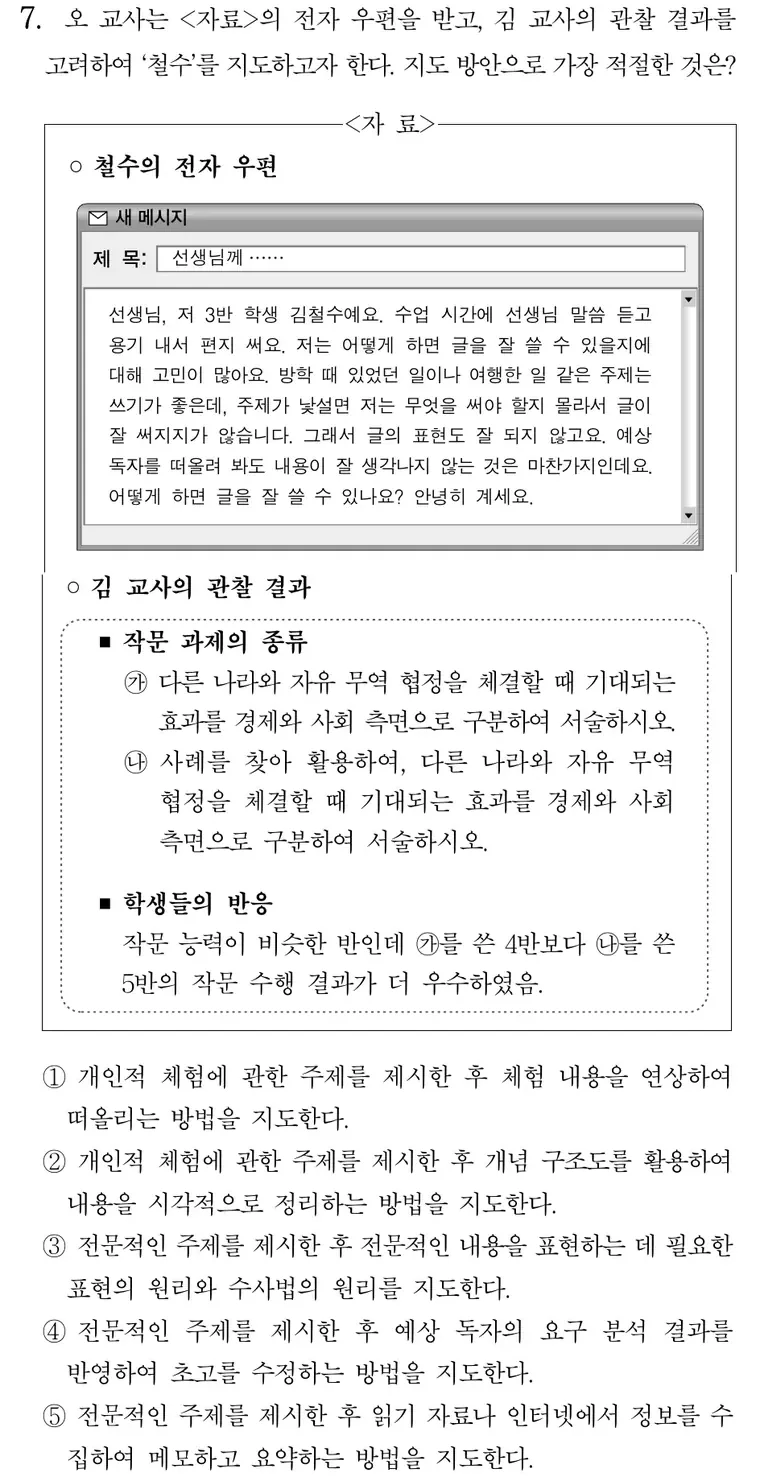 7. 오 교사는 <자료>의 전자 우편을 받고, 김 교사의 관찰 결과를
고려하여 ‘철수’를 지도하고자 한다. 지도 방안으로 가장 적절한 것은?
<자 료>
○ 철수의 전자 우편
새 메시지
제 목: 선생님께 ……
선생님, 저 3반 학생 김철수예요. 수업 시간에 선생님 말씀 듣고
용기 내서 편지 써요. 저는 어떻게 하면 글을 잘 쓸 수 있을지에
대해 고민이 많아요. 방학 때 있었던 일이나 여행한 일 같은 주제는
쓰기가 좋은데, 주제가 낯설면 저는 무엇을 써야 할지 몰라서 글이
잘 써지지가 않습니다. 그래서 글의 표현도 잘 되지 않고요. 예상
독자를 떠올려 봐도 내용이 잘 생각나지 않는 것은 마찬가지인데요.
어떻게 하면 글을 잘 쓸 수 있나요? 안녕히 계세요.
○ 김 교사의 관찰 결과
■ 작문 과제의 종류
㉮ 다른 나라와 자유 무역 협정을 체결할 때 기대되는
효과를 경제와 사회 측면으로 구분하여 서술하시오.
㉯ 사례를 찾아 활용하여, 다른 나라와 자유 무역
협정을 체결할 때 기대되는 효과를 경제와 사회
측면으로 구분하여 서술하시오.
■ 학생들의 반응
작문 능력이 비슷한 반인데 ㉮를 쓴 4반보다 ㉯를 쓴
5반의 작문 수행 결과가 더 우수하였음.
① 개인적 체험에 관한 주제를 제시한 후 체험 내용을 연상하여
떠올리는 방법을 지도한다.
② 개인적 체험에 관한 주제를 제시한 후 개념 구조도를 활용하여
내용을 시각적으로 정리하는 방법을 지도한다.
③ 전문적인 주제를 제시한 후 전문적인 내용을 표현하는 데 필요한
표현의 원리와 수사법의 원리를 지도한다.
④ 전문적인 주제를 제시한 후 예상 독자의 요구 분석 결과를
반영하여 초고를 수정하는 방법을 지도한다.
⑤ 전문적인 주제를 제시한 후 읽기 자료나 인터넷에서 정보를 수
집하여 메모하고 요약하는 방법을 지도한다.